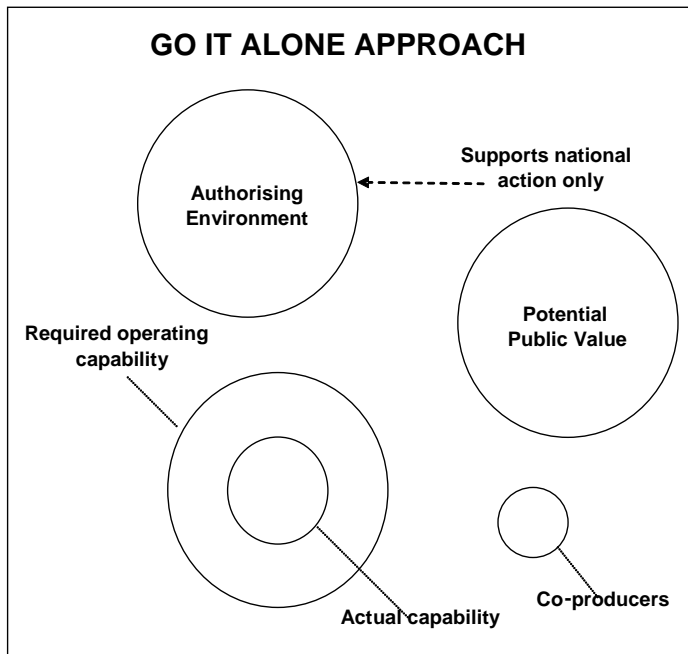 GO IT ALONE APPROACH
Supports national
action only
Authorising
Environment
Potential
Public Value
Required operating
capability
Actual capability
Co-producers